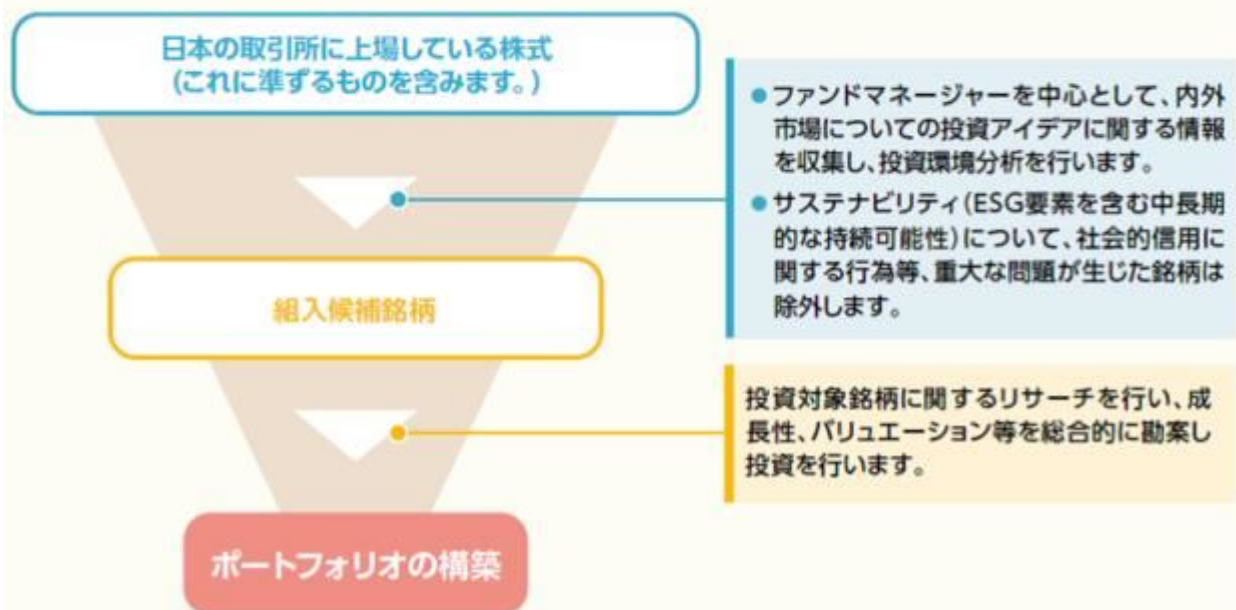 日本の取引所に上場している株式
(これに準ずるものを含みます。)
●ファンドマネージャーを中心として、内外
市場についての投資アイデアに関する情報
を収集し、投資環境分析を行います。
●サステナビリティ(ESG要素を含む中長期
的な持続可能性)について、社会的信用に
関する行為等、重大な問題が生じた銘柄は
除外します。
組入候補銘柄
投資対象銘柄に関するリサーチを行い、成
長性、バリュエーション等を総合的に勘案し
投資を行います。
ポートフォリオの構築